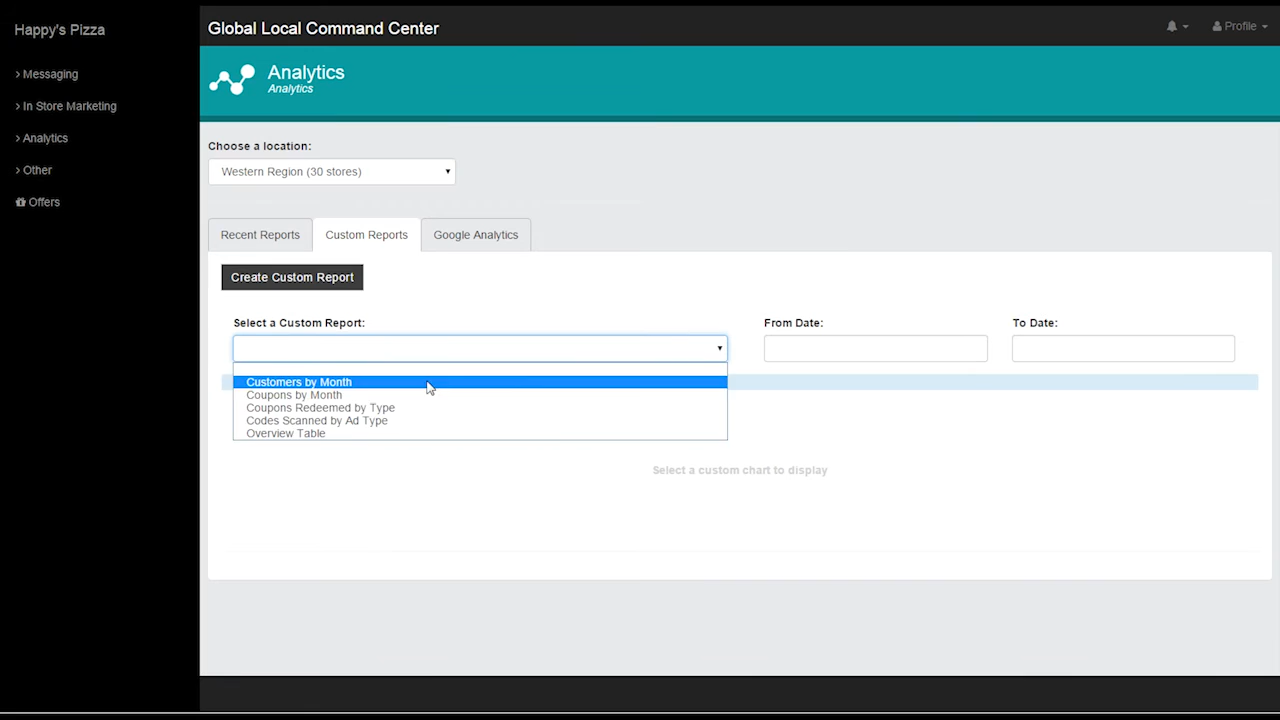 Happy's Pizza
Messaging
In Store Marketing
Analytics
Other
Offers
Global Local Command Center
Profile
Analytics
Analytics
Choose a location:
Western Region (30 stores)
Recent Reports
Custom Reports
Google Analytics
Create Custom Report
Select a Custom Report:
From Date:
To Date:
Customers by Month
Coupons by Month
Coupons Redeemed by Type
Codes Scanned by Ad Type
Overview Table
Select a custom chart to display